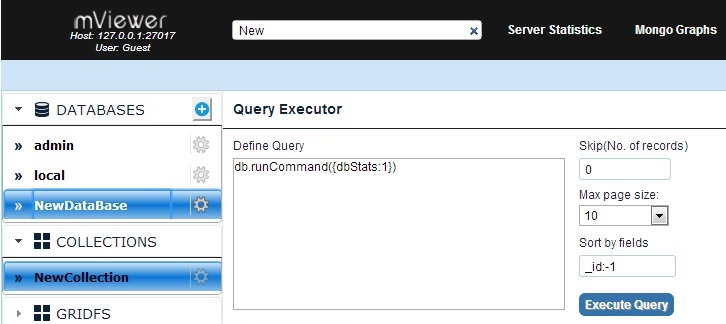 mViewer
Host: 127.0.0.1:27017
User: Guest
New
Server Statistics
Mongo Graphs
DATABASES
admin
local
NewDataBase
COLLECTIONS
NewCollection
GRIDFS
Query Executor
Define Query
db.runCommand({dbStats:1})
Skip(No. of records)
0
Max page size:
10
Sort by fields
_id:-1
Execute Query